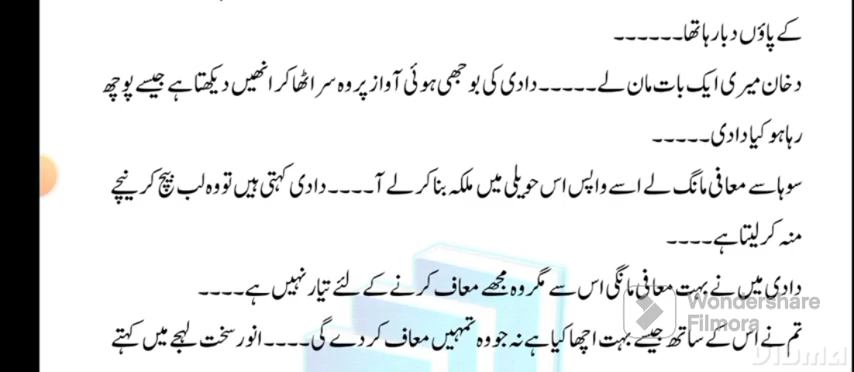 کے پاؤں دبا رہا تھا۔۔۔۔۔۔
دخان میری ایک بات مان لے۔۔۔۔۔ دادی کی بوجھی ہوئی آواز پر وہ سر اٹھا کر انھیں دیکھتا ہے جیسے پوچھ
رہا ہو کیا دادی۔۔۔۔۔
سوہا سے معافی مانگ لے اسے واپس اس حویلی میں ملکہ بنا کر لے آ۔۔۔۔ دادی کہتی ہیں تو وہ لب بیچ کر نیچے
منہ کر لیتا ہے۔۔۔۔
دادی میں نے بہت معافی مانگی اس سے مگر وہ مجھے معاف کرنے کے لئے تیار نہیں ہے۔۔۔۔
تم نے اس کے ساتھ جیسے بہت اچھا کیا ہے نہ جو وہ تمہیں معاف کر دے گی۔۔۔۔ انور سخت لہجے میں کہتے
Wondershare
Filmora